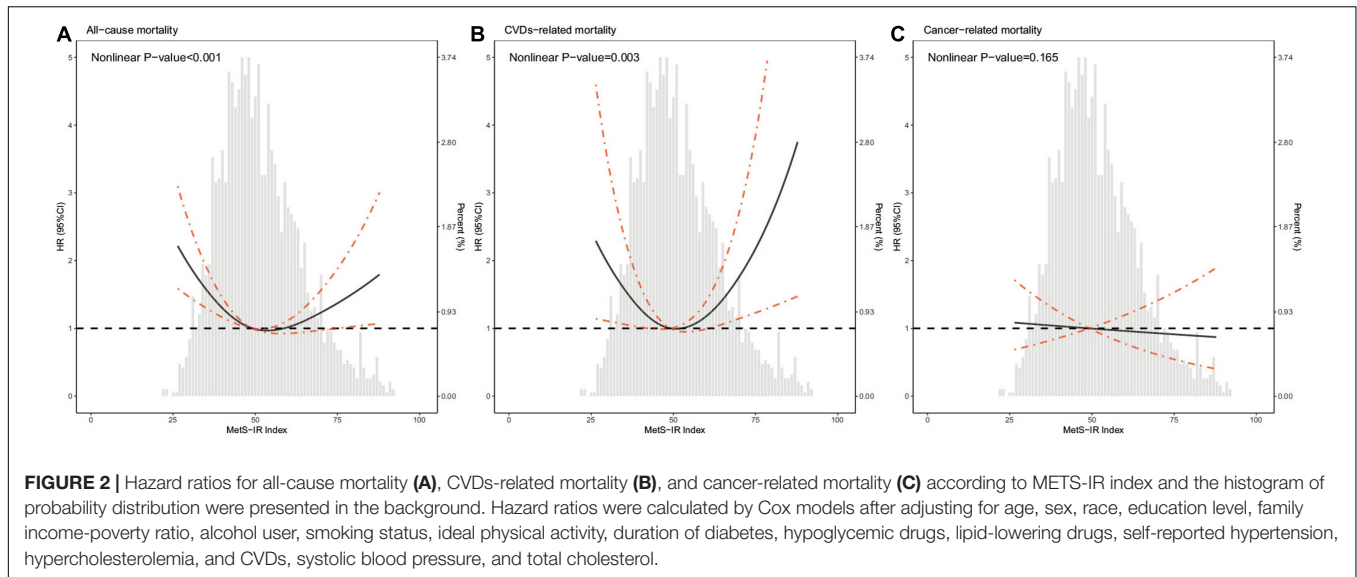 A
All-cause mortality
Nonlinear P-value<0.001
5
4
3
2
1
0
HR (95%CI)
3.74
2.80
1.87
0.93
0.00
Percent (%)
0
25
50
75
100
MetS-IR Index
B
CVDs-related mortality
Nonlinear P-value=0.003
5
4
3
2
1
0
HR (95%CI)
3.74
2.80
1.87
0.93
0.00
Percent (%)
0
25
50
75
100
MetS-IR Index
C
Cancer-related mortality
Nonlinear P-value=0.165
5
4
3
2
1
0
HR (95%CI)
3.74
2.80
1.87
0.93
0.00
Percent (%)
0
25
50
75
100
MetS-IR Index
FIGURE 2 | Hazard ratios for all-cause mortality (A), CVDs-related mortality (B), and cancer-related mortality (C) according to METS-IR index and the histogram of
probability distribution were presented in the background. Hazard ratios were calculated by Cox models after adjusting for age, sex, race, education level, family
income-poverty ratio, alcohol user, smoking status, ideal physical activity, duration of diabetes, hypoglycemic drugs, lipid-lowering drugs, self-reported hypertension,
hypercholesterolemia, and CVDs, systolic blood pressure, and total cholesterol.